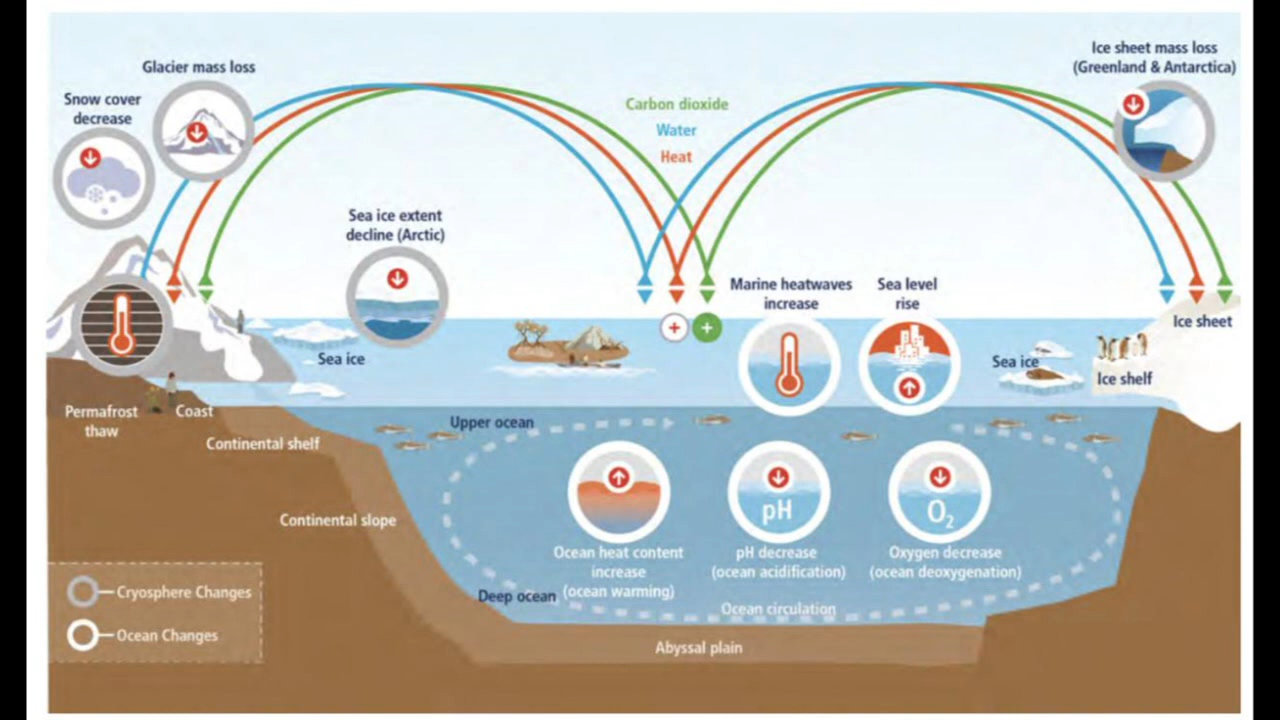 Glacier mass loss
Snow cover
decrease
Ice sheet mass loss
(Greenland & Antarctica)
Carbon dioxide
Water
Heat
Sea ice extent
decline (Arctic)
Marine heatwaves
increase
Sea level
rise
Ice sheet
Sea ice
Sea ice
Ice shelf
Permafrost
thaw
Coast
Upper ocean
Continental shelf
pH
O₂
Continental slope
Ocean heat content
increase
(ocean warming)
pH decrease
(ocean acidification)
Oxygen decrease
(ocean deoxygenation)
Deep ocean
Ocean circulation
Cryosphere Changes
Ocean Changes
Abyssal plain